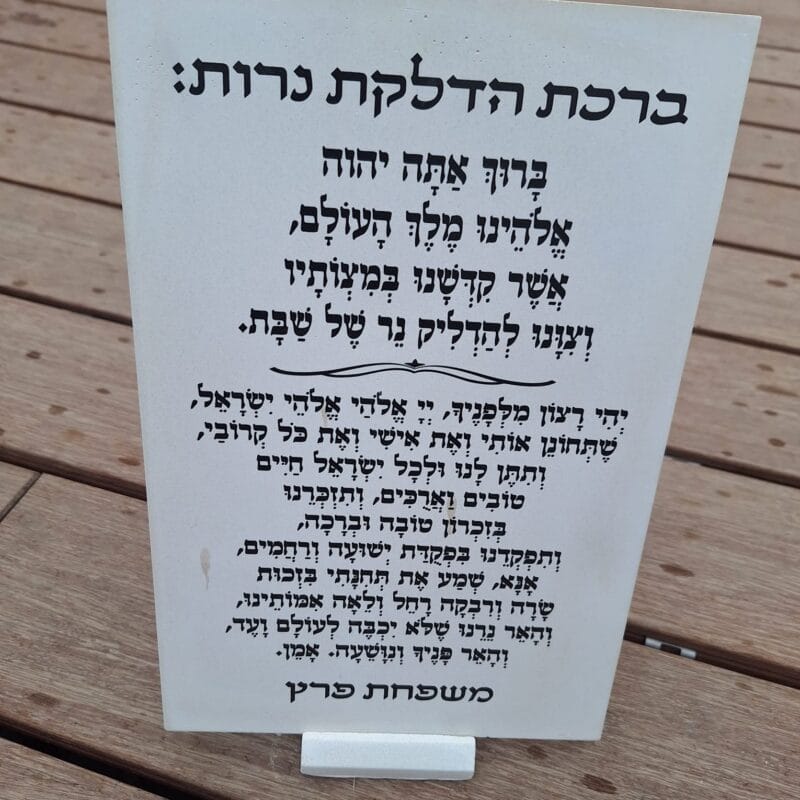 ברכת הדלקת נרות:
בָּרוּךְ אַתָּה יהוה
אֱלֹהֵינוּ מֶלֶךְ הָעוֹלָם,
אֲשֶׁר קִדְּשָׁנוּ בְּמִצְוֹתָיו
וְצִוָּנוּ לְהַדְלִיק נֵר שֶׁל שַׁבָּת.
יְהִי רָצוֹן מִלְּפָנֶיךָ, יְיָ אֱלֹהַי אֱלֹהֵי יִשְׂרָאֵל,
שֶׁתְּחוֹנֵן אוֹתִי וְאֶת אִישִׁי וְאֶת כֹּל קְרוֹבַי,
וְתִתֶּן לָנוּ וּלְכָל יִשְׂרָאֵל חַיִּים
טוֹבִים וַאֲרֻכִּים, וְתִזְכְּרֵנוּ
בְּזִכְרוֹן טוֹבָה וּבְרָכָה,
וְתִפְקְדֵנוּ בִּפְקֻדַּת יְשׁוּעָה וְרַחֲמִים,
אָנָּא, שְׁמַע אֶת תְּחִנָּתִי בִּזְכוּת
שָׂרָה וְרִבְקָה רָחֵל וְלֵאָה אִמּוֹתֵינוּ,
וְהָאֵר נֵרֵנוּ שֶׁלֹּא יִכְבֶּה לְעוֹלָם וָעֶד,
וְהָאֵר פָּנֶיךָ וְנִוָּשֵׁעָה. אָמֵן.
משפחת פרץ